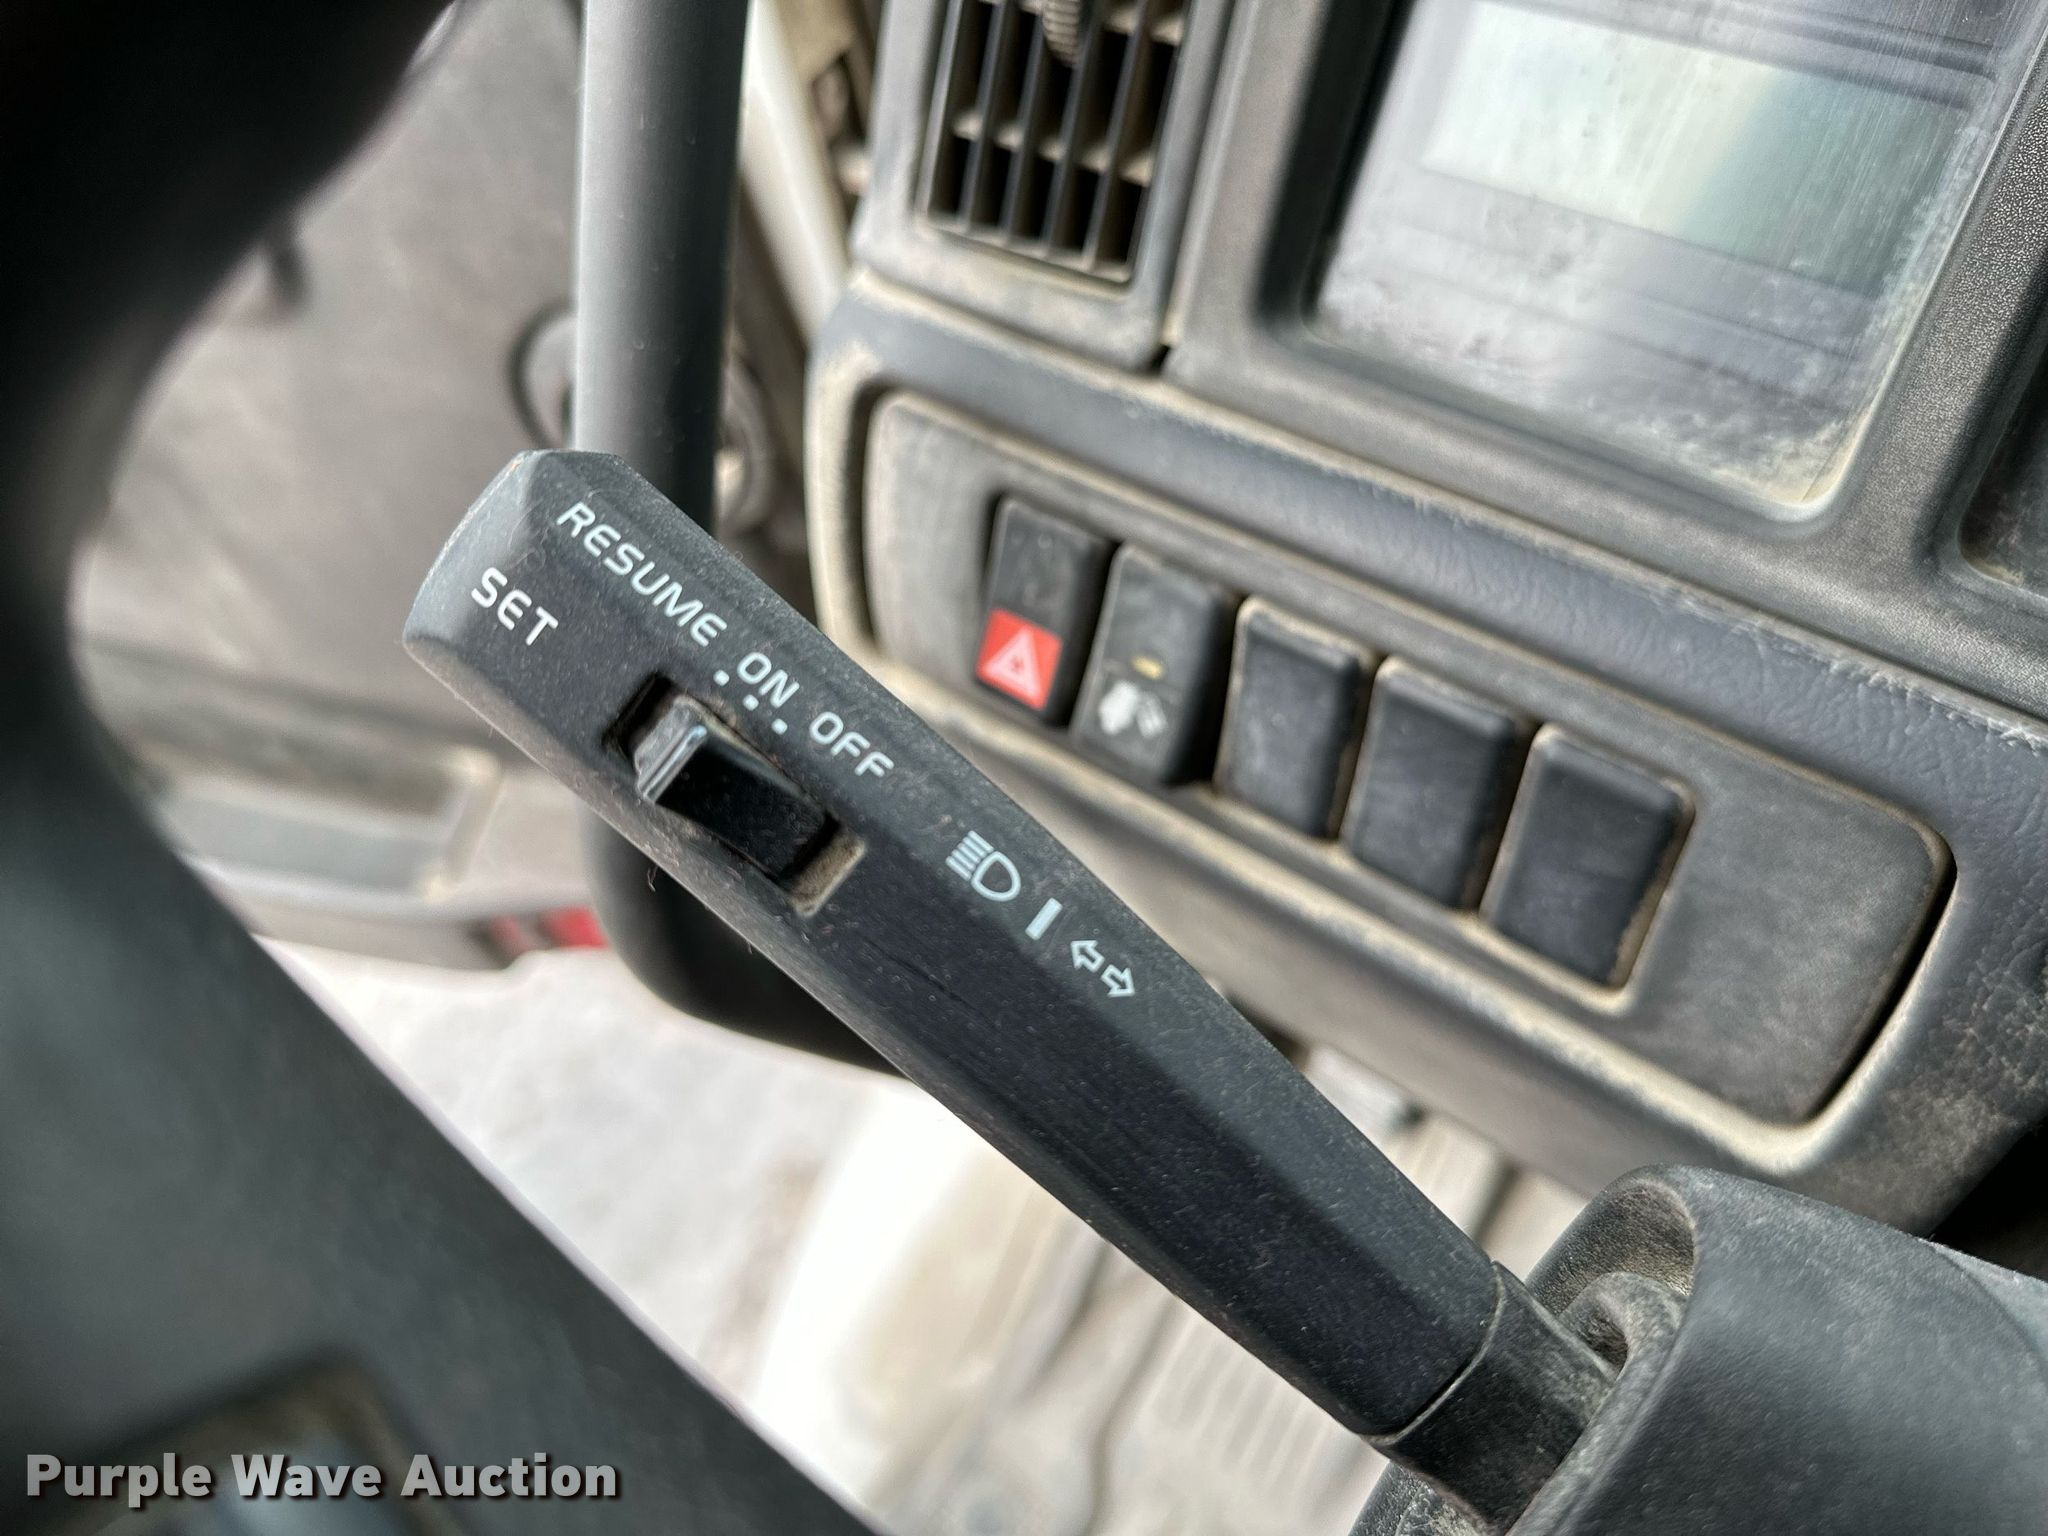 RESUME ON OFF
SET
Purple Wave Auction